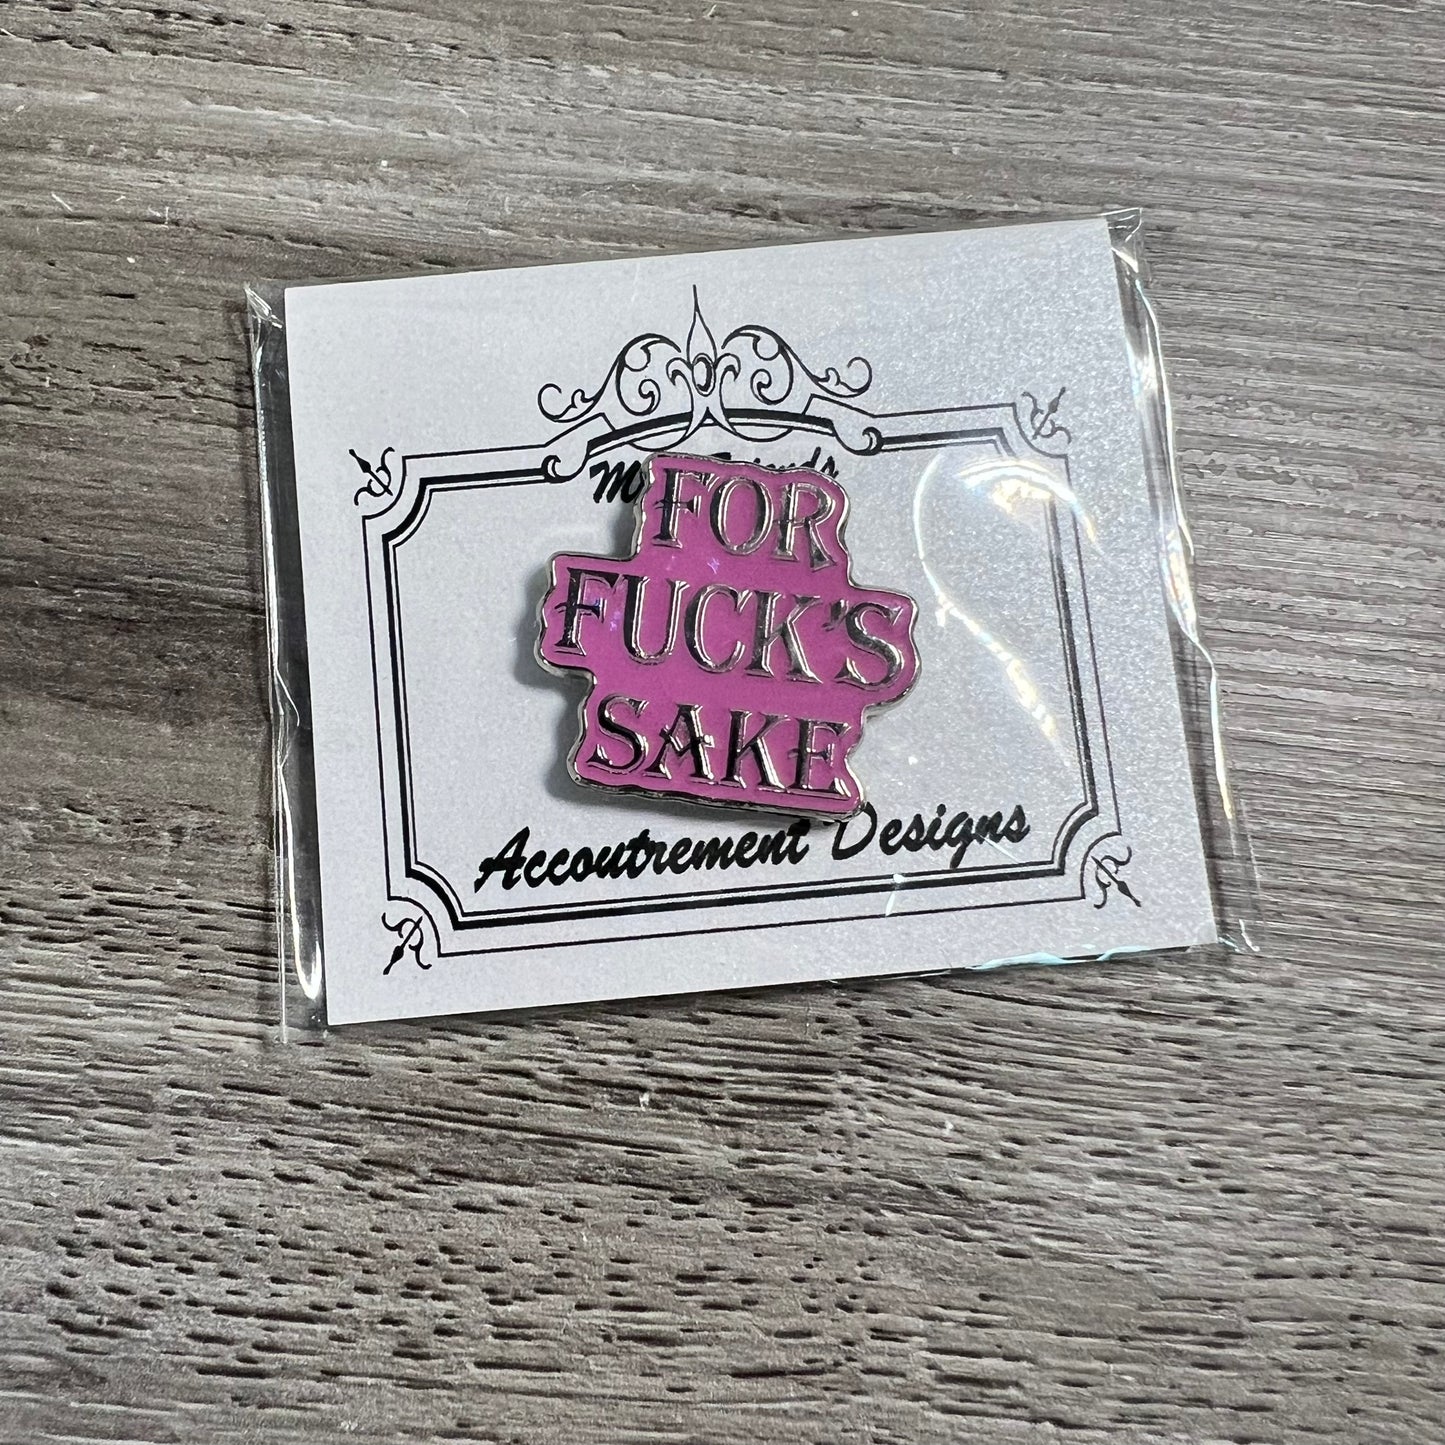 FOR
FUCK'S
SAKE
Accoutrement Designs